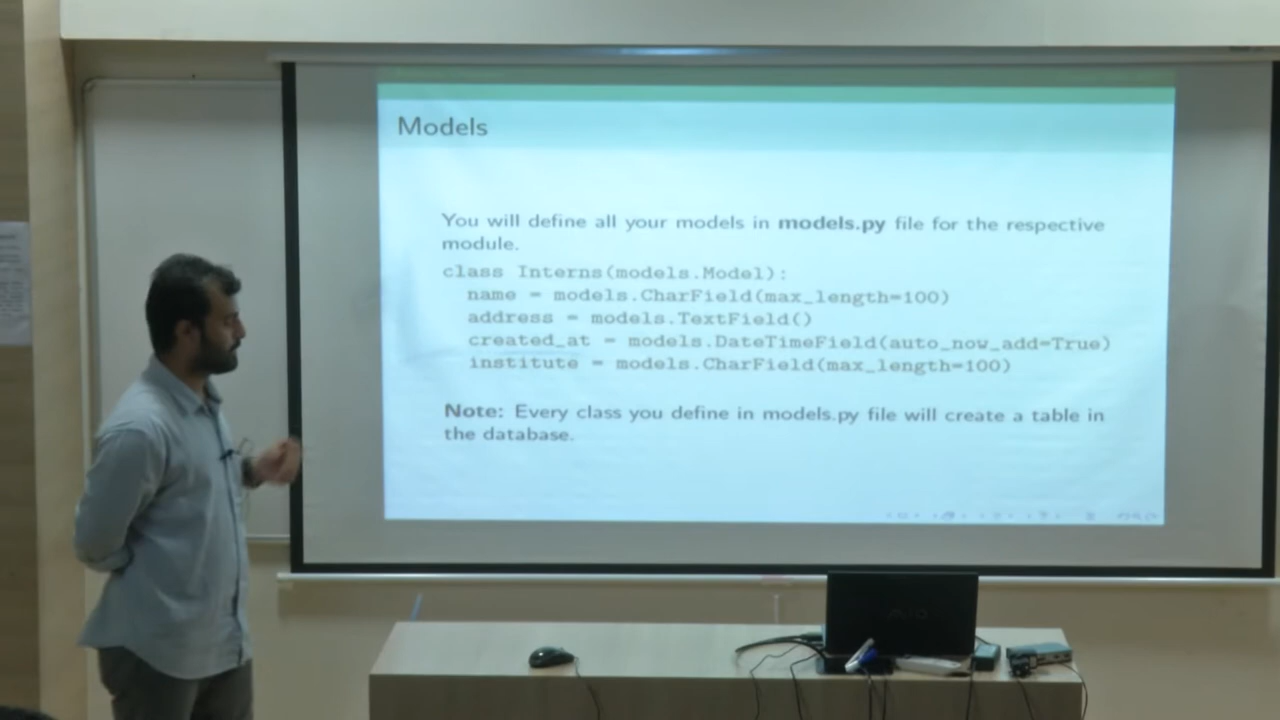 Models
You will define all your models in models.py file for the respective
module.
class Interns(models.Model):
name = models.CharField(max_length=100)
address = models.TextField()
created_at = models.DateTimeField(auto_now_add=True)
institute = models.CharField(max_length=100)
Note: Every class you define in models.py file will create a table in
the database.